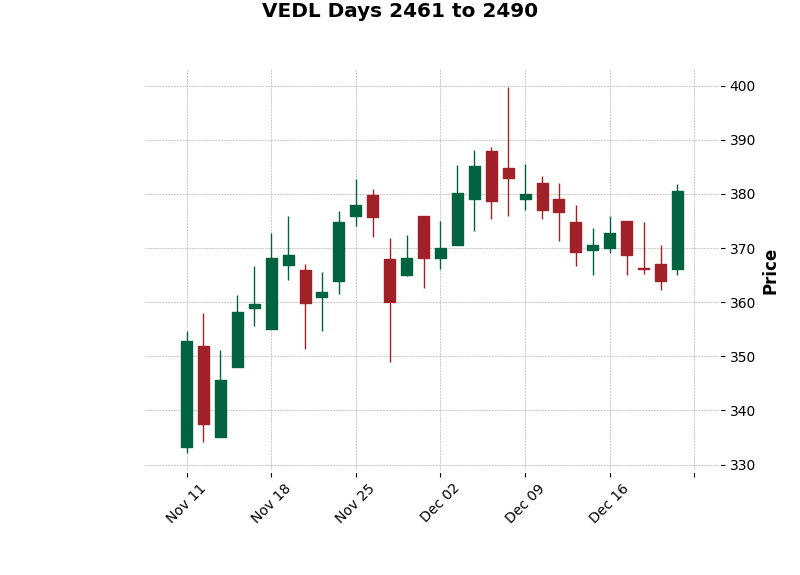 VEDL Days 2461 to 2490
400
390
380
370
360
350
340
330
Price
Nov 11
Nov 18
Nov 25
Dec 02
Dec 09
Dec 16